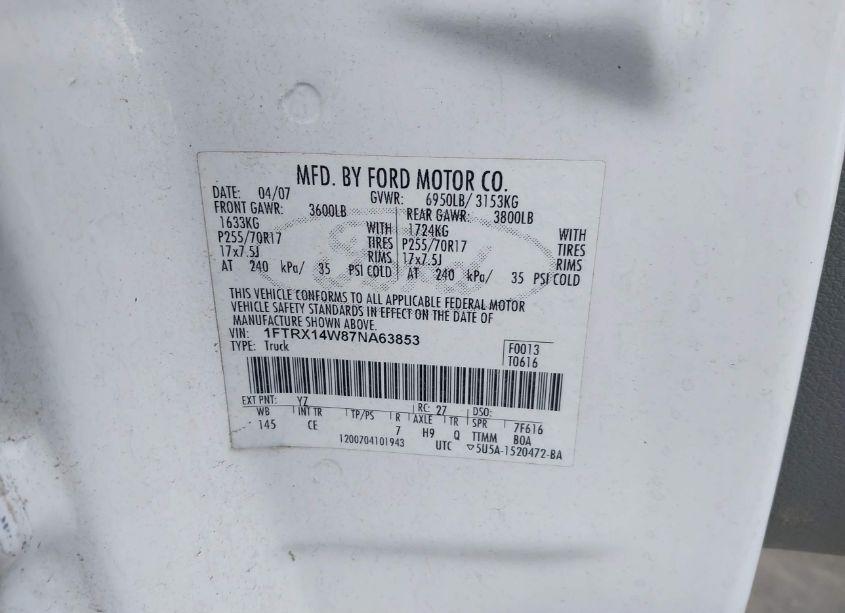 MFD. BY FORD MOTOR CO.
DATE: 04/07 GVWR: 6950LB/ 3153KG
FRONT GAWR: 3600LB REAR GAWR: 3800LB
1633KG WITH 1724KG WITH
P255/70R17 TIRES P255/70R17 TIRES
17x7.5J RIMS 17x7.5J RIMS
AT 240 kPa/ 35 PSI COLD AT 240 kPa/ 35 PSI COLD
THIS VEHICLE CONFORMS TO ALL APPLICABLE FEDERAL MOTOR
VEHICLE SAFETY STANDARDS IN EFFECT ON THE DATE OF
MANUFACTURE SHOWN ABOVE.
VIN: 1FTRX14W87NA63853
TYPE: Truck
F0013
T0616
EXT PNT: YZ RC: 27 DSO:
WB INT TR TP/PS R AXLE TR SPR 7F616
145 CE 7 H9 Q TTMM BOA
1200704101943 UTC ▽5U5A-1520472-BA
Ford